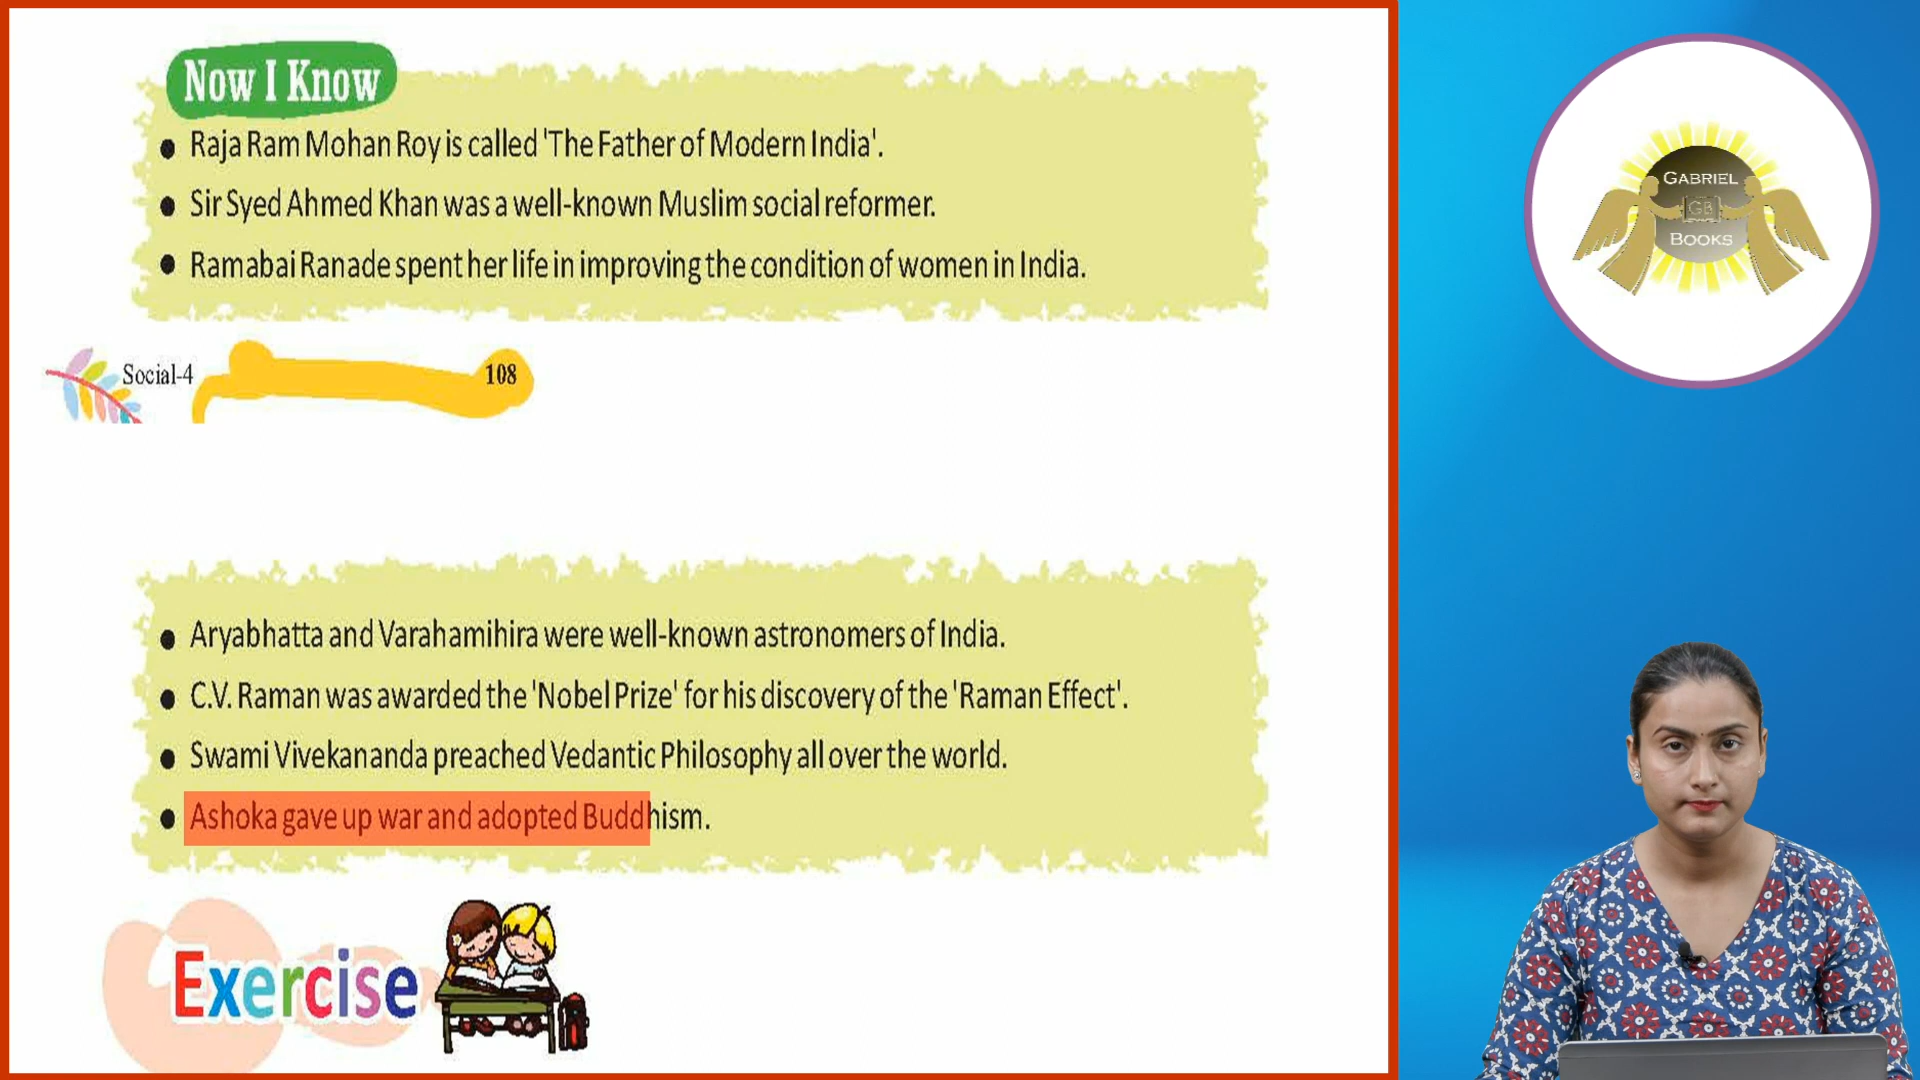 Now I Know
Raja Ram Mohan Roy is called 'The Father of Modern India'.
Sir Syed Ahmed Khan was a well-known Muslim social reformer.
Ramabai Ranade spent her life in improving the condition of women in India.
Social-4
108
Aryabhatta and Varahamihira were well-known astronomers of India.
C.V. Raman was awarded the 'Nobel Prize' for his discovery of the 'Raman Effect'.
Swami Vivekananda preached Vedantic Philosophy all over the world.
Ashoka gave up war and adopted Buddhism.
Exercise
GABRIEL
GB
BOOKS